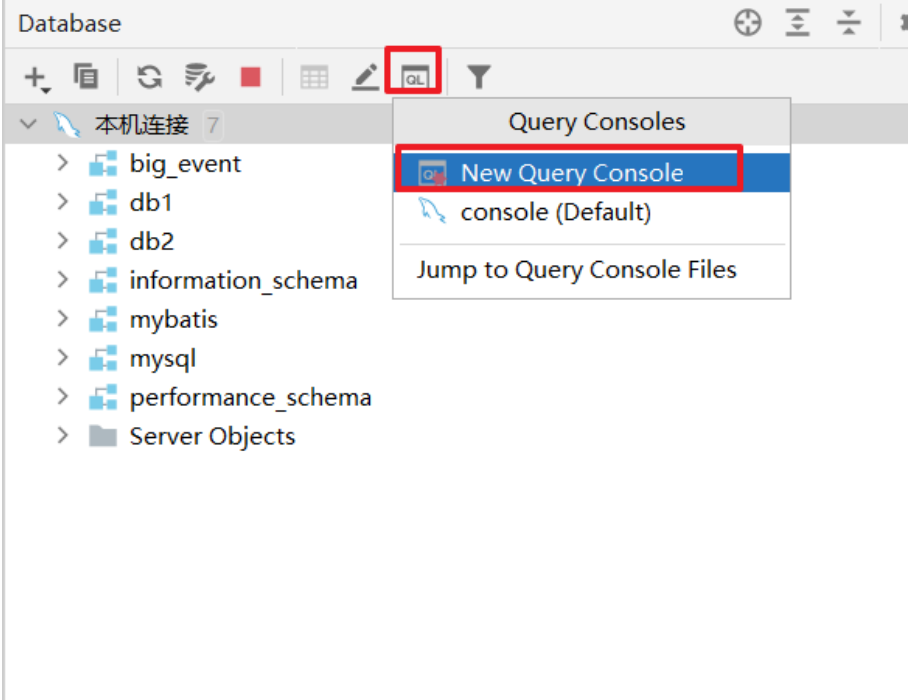 Database
QL
本机连接 7
Query Consoles
big_event
New Query Console
db1
console (Default)
db2
Jump to Query Console Files
information_schema
mybatis
mysql
performance_schema
Server Objects